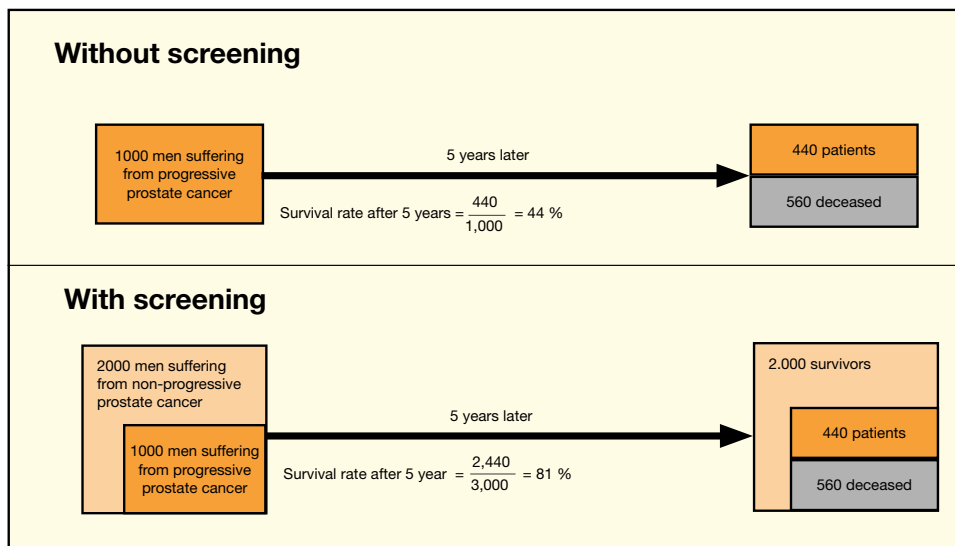 Without screening
1000 men suffering
from progressive
prostate cancer
5 years later
Survival rate after 5 years = 440 / 1,000 = 44 %
440 patients
560 deceased
With screening
2000 men suffering
from non-progressive
prostate cancer
1000 men suffering
from progressive
prostate cancer
5 years later
Survival rate after 5 year = 2,440 / 3,000 = 81 %
2.000 survivors
440 patients
560 deceased